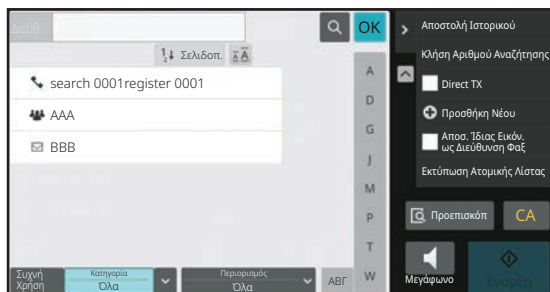 Διευθ.
OK
Σελιδοπ.
search 0001register 0001
AAA
BBB
A
D
G
J
M
P
T
W
Συχνή
Χρήση
Κατηγορία
Όλα
Περιορισμός
Όλα
ΑΒΓ
Αποστολή Ιστορικού
Κλήση Αριθμού Αναζήτησης
Direct TX
Προσθήκη Νέου
Αποσ. Ίδιας Εικόν.
ως Διεύθυνση Φαξ
Εκτύπωση Ατομικής Λίστας
Προεπισκόπ
CA
Μεγάφωνο
Έναρξη